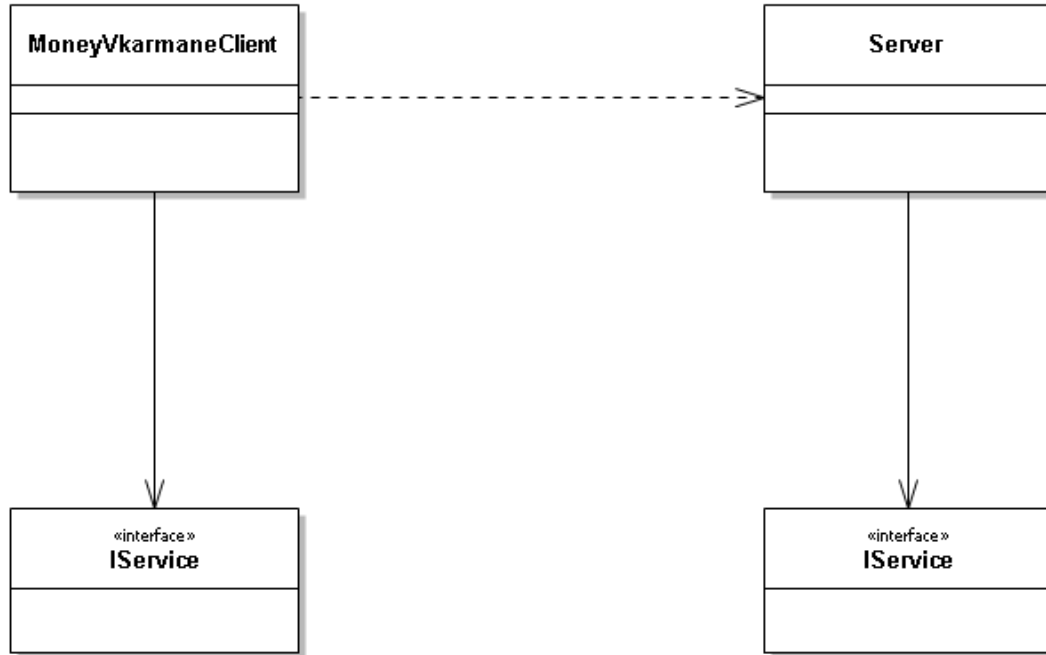 MoneyVkarmaneClient
Server
«interface»
IService
«interface»
IService